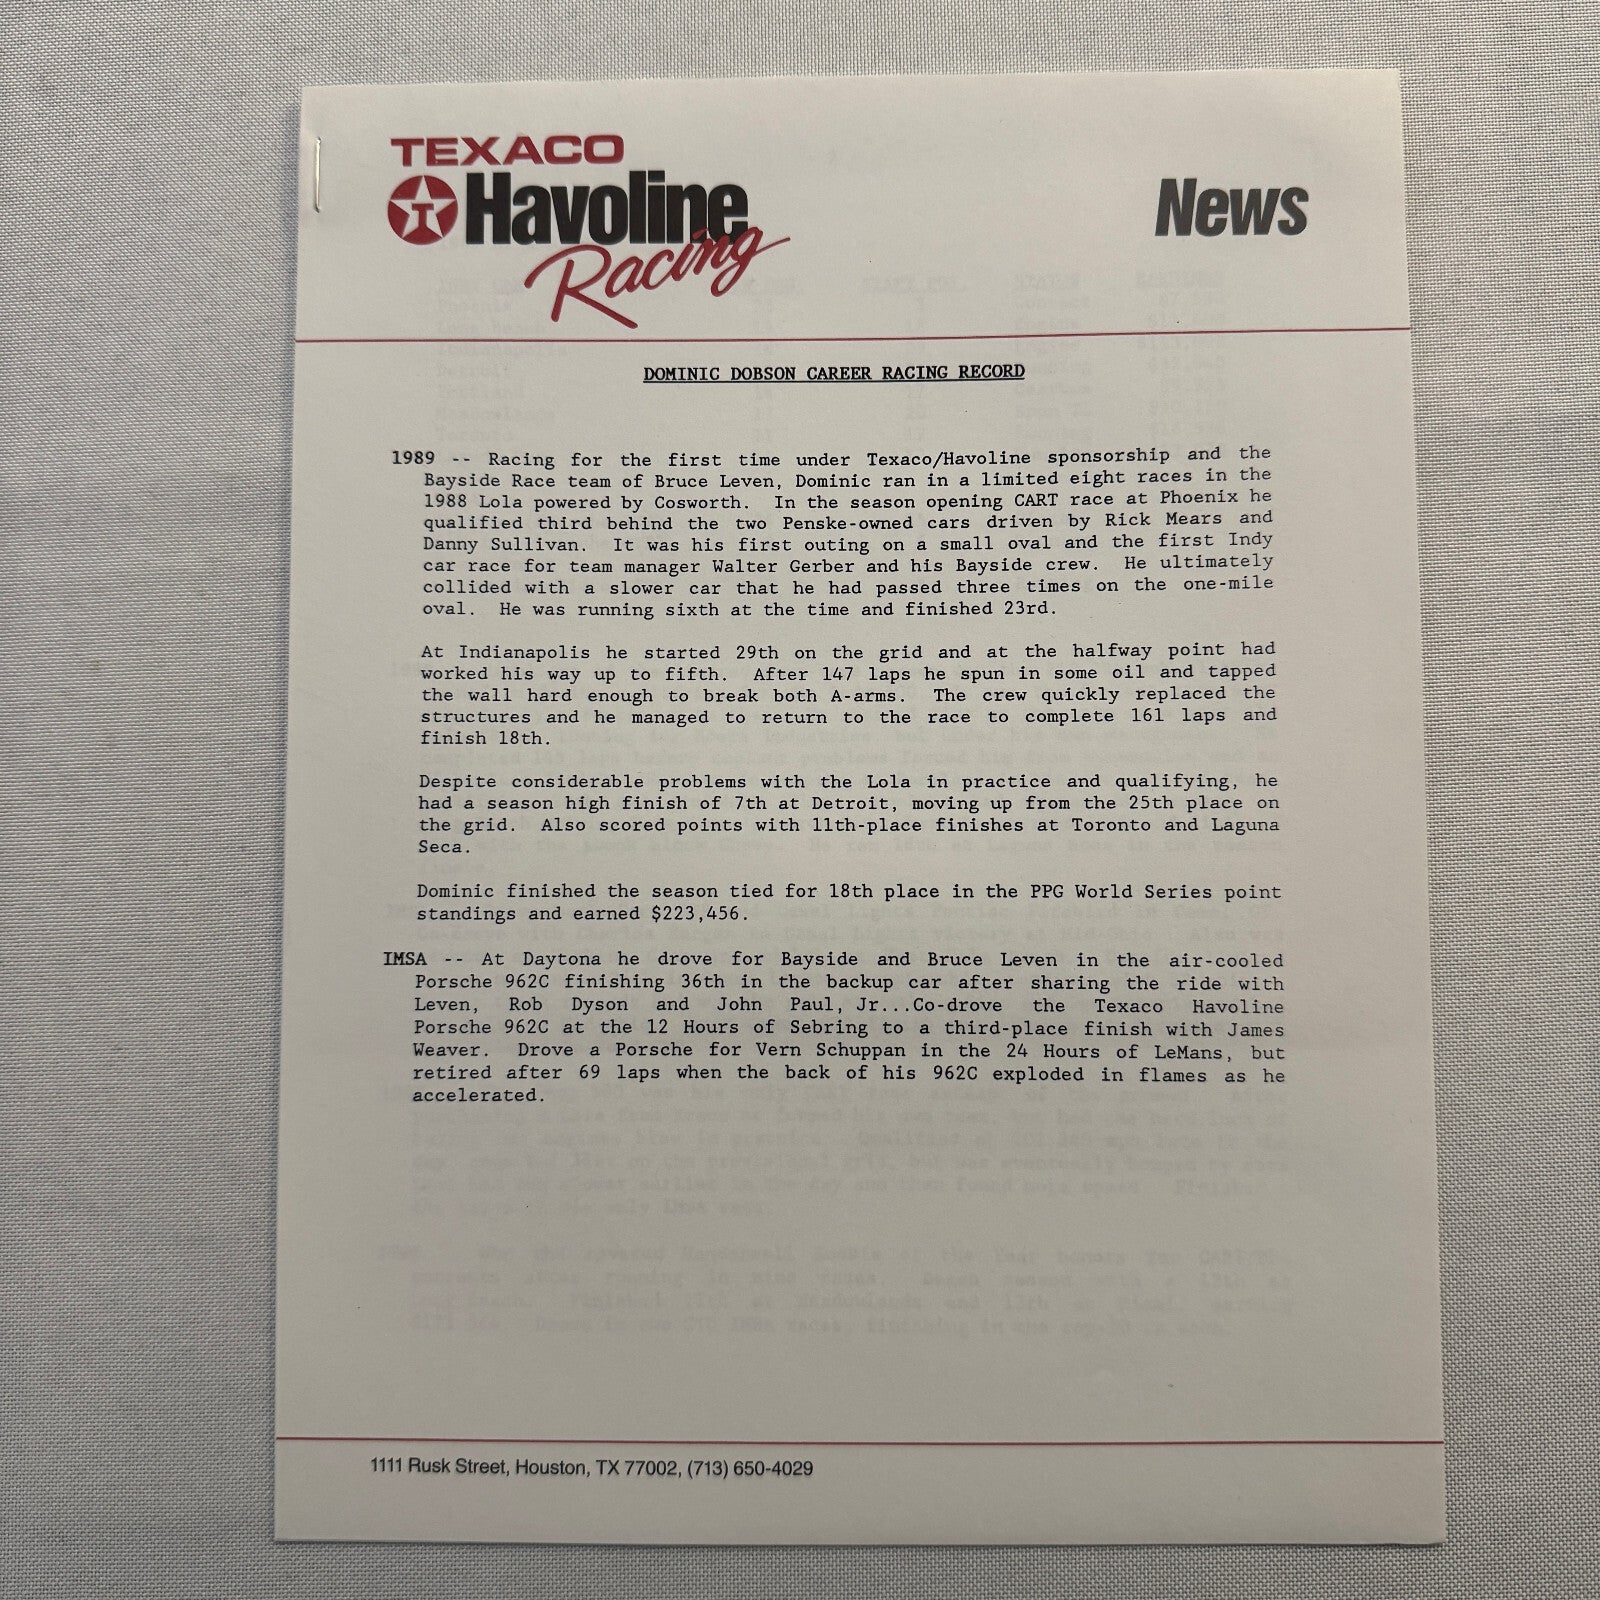 TEXACO
Havoline
Racing
News
DOMINIC DOBSON CAREER RACING RECORD
1989 -- Racing for the first time under Texaco/Havoline sponsorship and the
Bayside Race team of Bruce Leven, Dominic ran in a limited eight races in the
1988 Lola powered by Cosworth. In the season opening CART race at Phoenix he
qualified third behind the two Penske-owned cars driven by Rick Mears and
Danny Sullivan. It was his first outing on a small oval and the first Indy
car race for team manager Walter Gerber and his Bayside crew. He ultimately
collided with a slower car that he had passed three times on the one-mile
oval. He was running sixth at the time and finished 23rd.
At Indianapolis he started 29th on the grid and at the halfway point had
worked his way up to fifth. After 147 laps he spun in some oil and tapped
the wall hard enough to break both A-arms. The crew quickly replaced the
structures and he managed to return to the race to complete 161 laps and
finish 18th.
Despite considerable problems with the Lola in practice and qualifying, he
had a season high finish of 7th at Detroit, moving up from the 25th place on
the grid. Also scored points with 11th-place finishes at Toronto and Laguna
Seca.
Dominic finished the season tied for 18th place in the PPG World Series point
standings and earned $223,456.
IMSA -- At Daytona he drove for Bayside and Bruce Leven in the air-cooled
Porsche 962C finishing 36th in the backup car after sharing the ride with
Leven, Rob Dyson and John Paul, Jr...Co-drove the Texaco Havoline
Porsche 962C at the 12 Hours of Sebring to a third-place finish with James
Weaver. Drove a Porsche for Vern Schuppan in the 24 Hours of LeMans, but
retired after 69 laps when the back of his 962C exploded in flames as he
accelerated.
1111 Rusk Street, Houston, TX 77002, (713) 650-4029